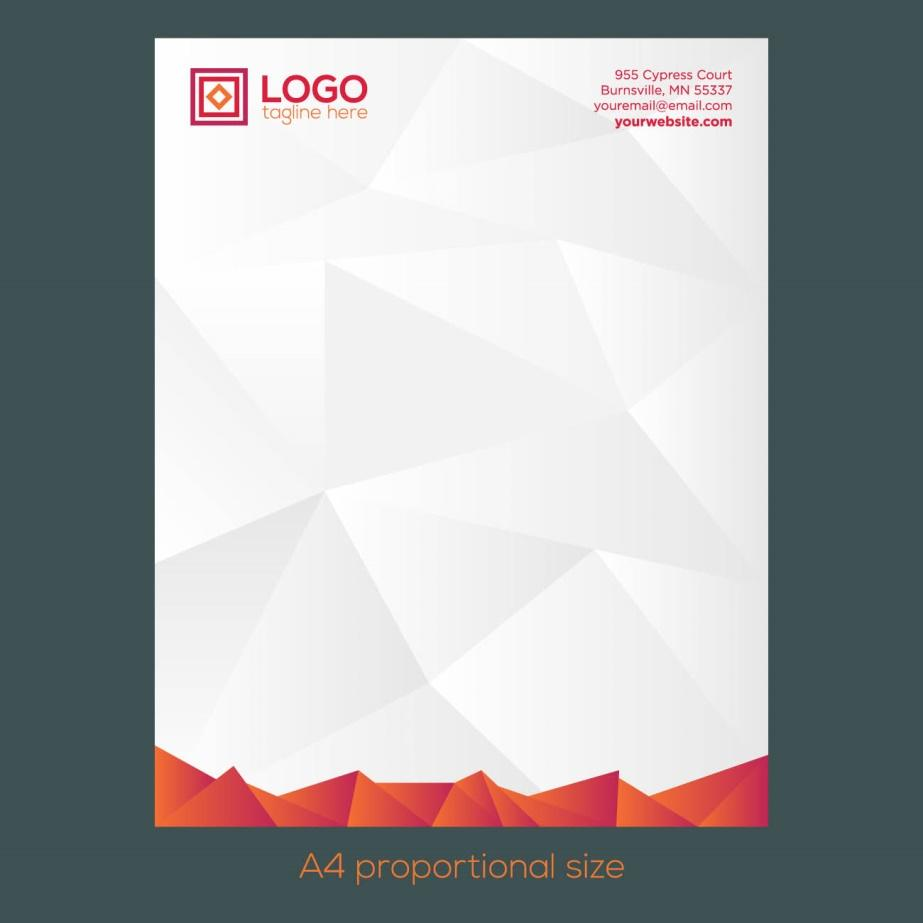 LOGO
tagline here
955 Cypress Court
Burnsville, MN 55337
youremail@email.com
yourwebsite.com
A4 proportional size